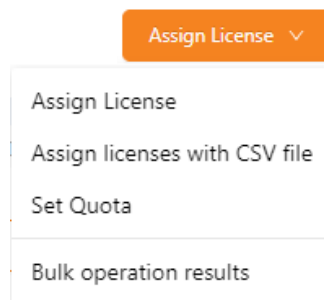 Assign License
Assign License
Assign licenses with CSV file
Set Quota
Bulk operation results